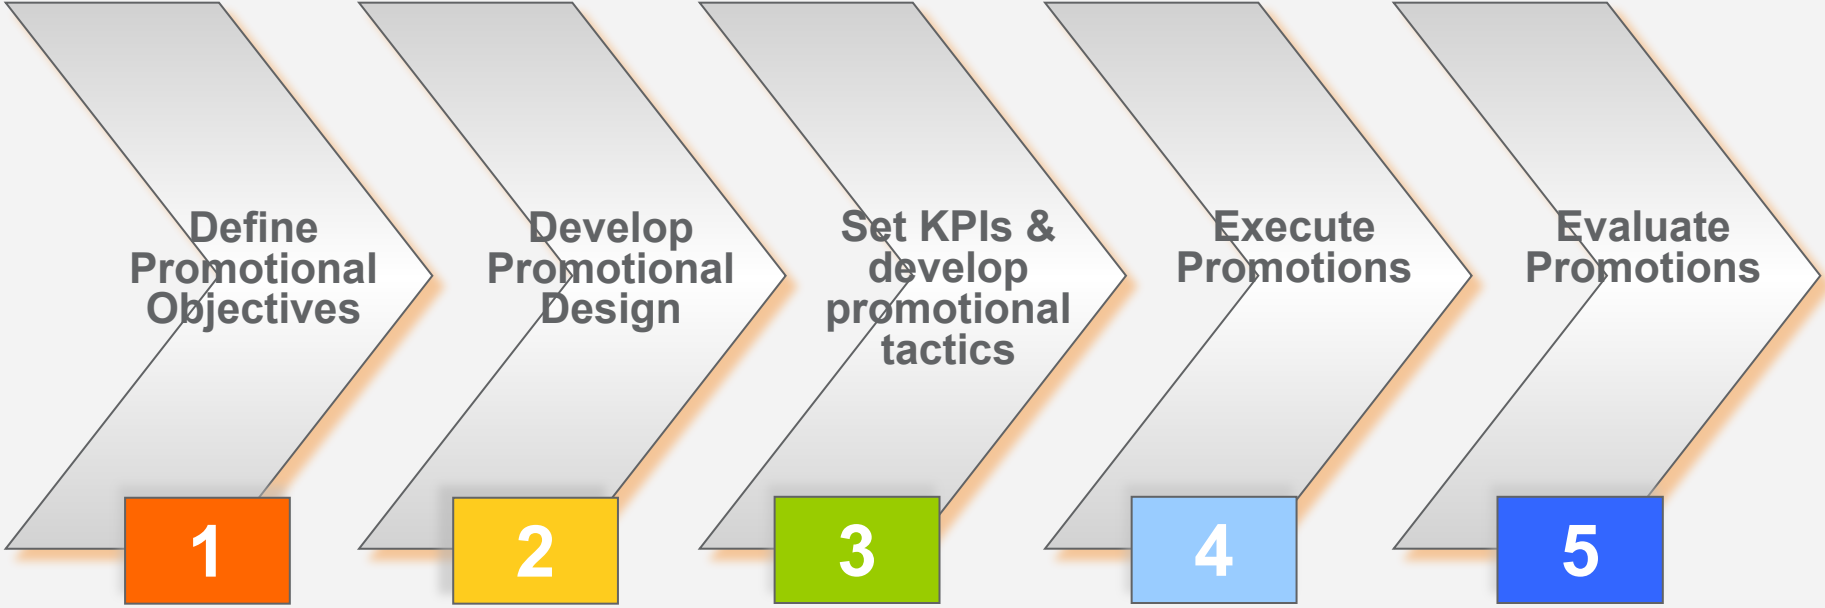 Define
Promotional
Objectives
1
Develop
Promotional
Design
2
Set KPIs &
develop
promotional
tactics
3
Execute
Promotions
4
Evaluate
Promotions
5